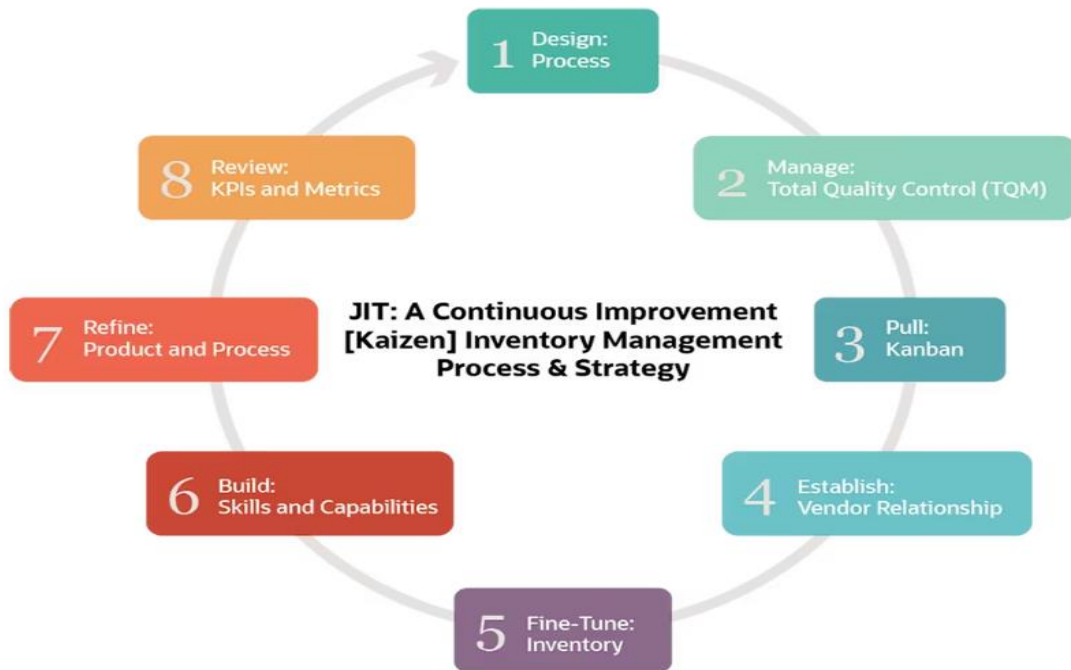 1 Design:
Process
2 Manage:
Total Quality Control (TQM)
3 Pull:
Kanban
4 Establish:
Vendor Relationship
5 Fine-Tune:
Inventory
6 Build:
Skills and Capabilities
7 Refine:
Product and Process
8 Review:
KPIs and Metrics
JIT: A Continuous Improvement
[Kaizen] Inventory Management
Process & Strategy